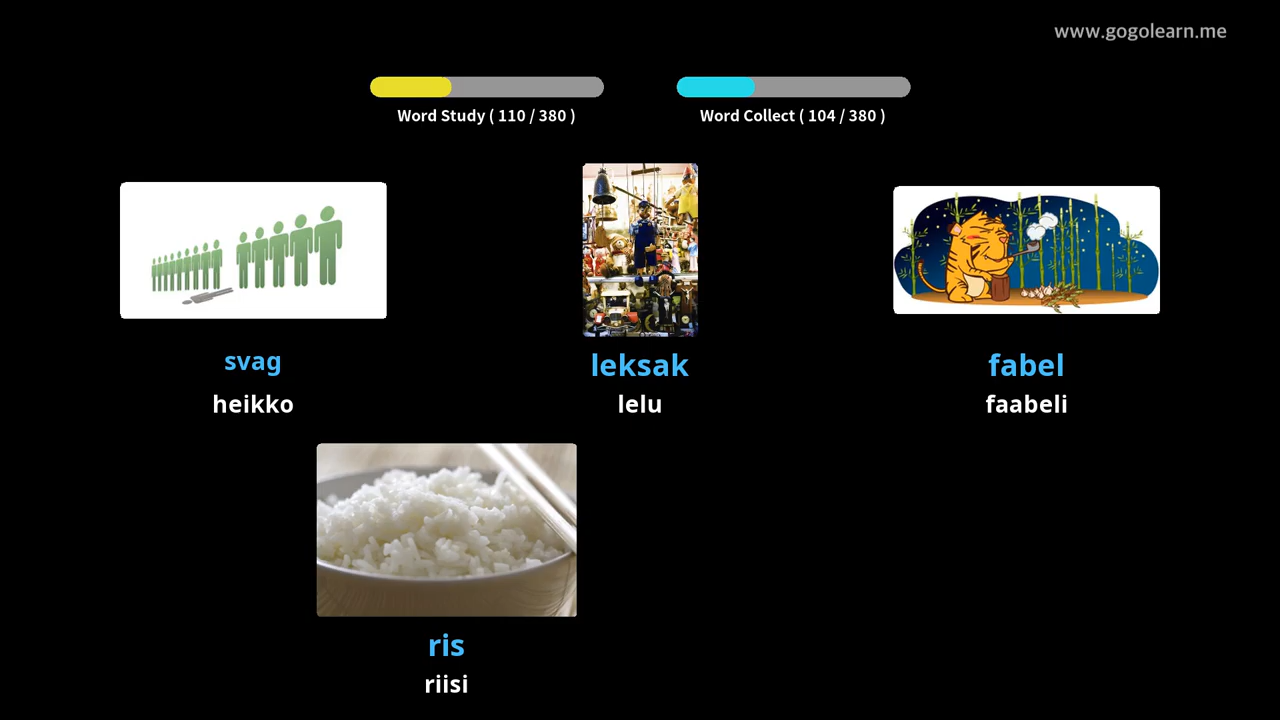 www.gogolearn.me
Word Study ( 110 / 380 )
Word Collect ( 104 / 380 )
svag
heikko
leksak
lelu
fabel
faabeli
ris
riisi